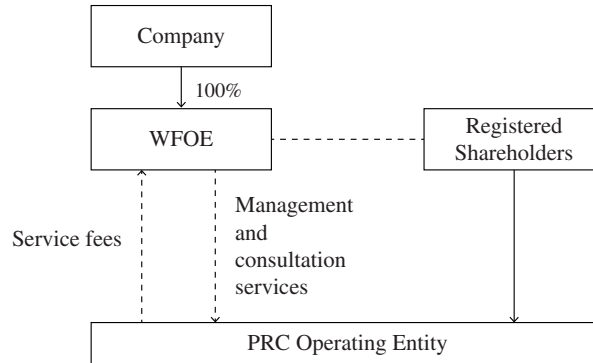 Company
100%
WFOE
Registered
Shareholders
Service fees
Management
and
consultation
services
PRC Operating Entity